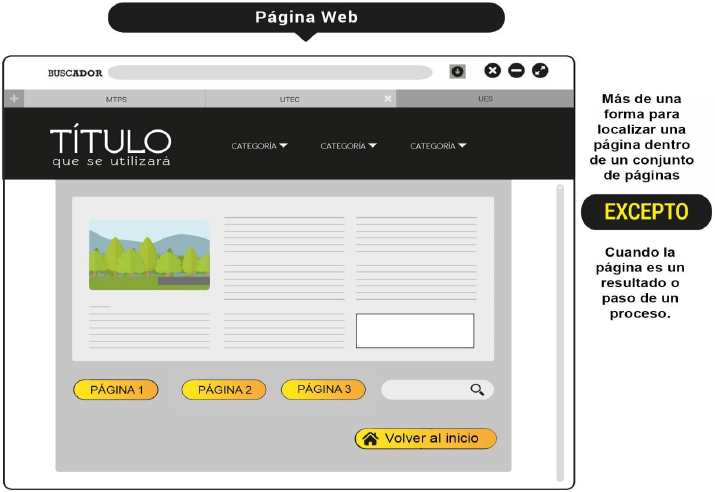 Página Web
BUSCADOR
MTPS
UTEC
UES
TÍTULO
que se utilizará
CATEGORÍA
CATEGORÍA
CATEGORÍA
PÁGINA 1
PÁGINA 2
PÁGINA 3
Volver al inicio
Más de una
forma para
localizar una
página dentro
de un conjunto
de páginas
EXCEPTO
Cuando la
página es un
resultado o
paso de un
proceso.